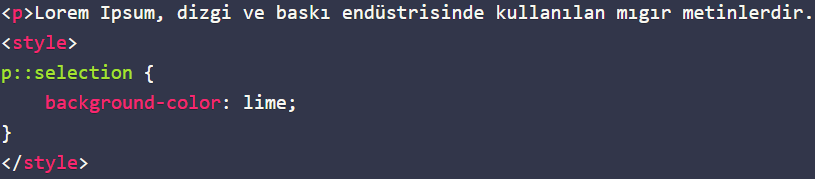 <p>Lorem Ipsum, dizgi ve baskı endüstrisinde kullanılan mıgır metinlerdir.
<style>
p::selection {
    background-color: lime;
}
</style>